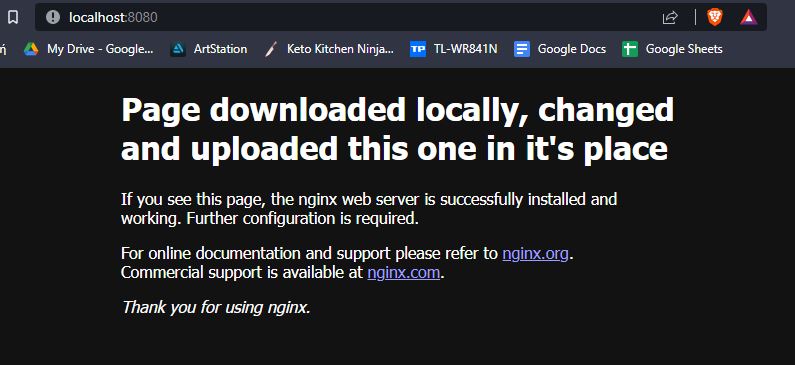 localhost:8080
ή My Drive - Google... ArtStation Keto Kitchen Ninja... TP TL-WR841N Google Docs Google Sheets
Page downloaded locally, changed
and uploaded this one in it's place
If you see this page, the nginx web server is successfully installed and
working. Further configuration is required.
For online documentation and support please refer to nginx.org.
Commercial support is available at nginx.com.
Thank you for using nginx.